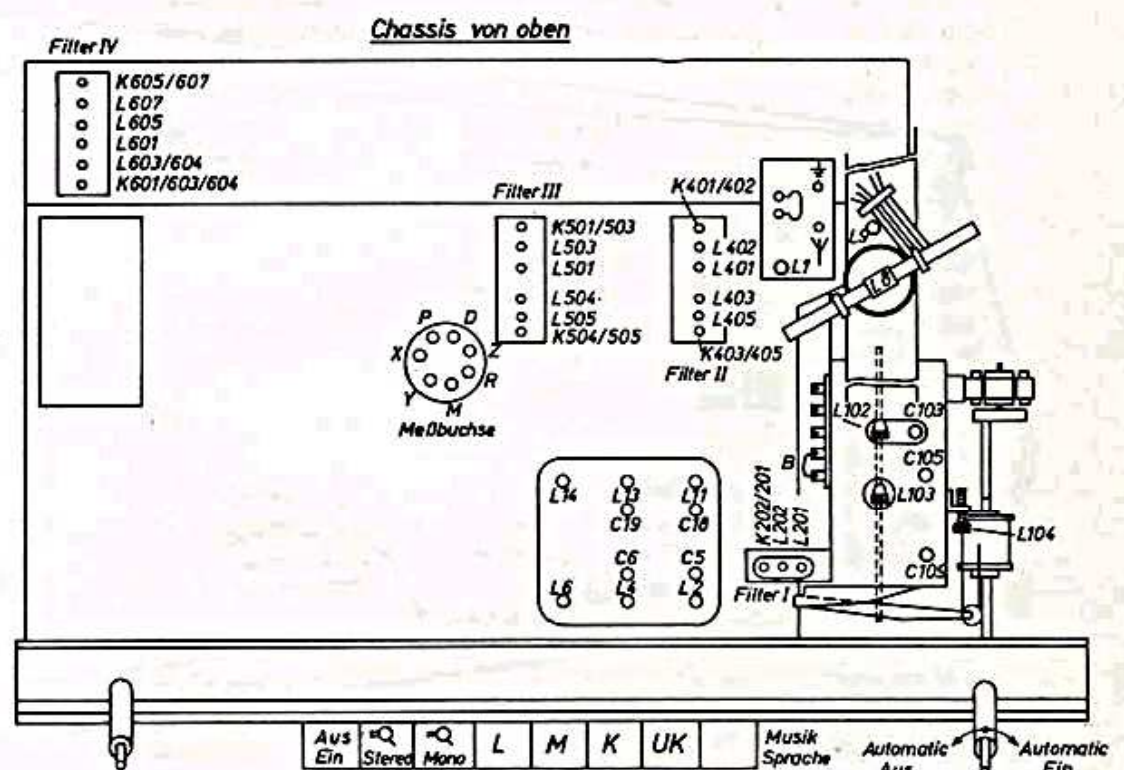 Chassis von oben
Filter IV
K605/607
L607
L605
L601
L603/604
K601/603/604
Filter III
K501/503
L503
L501
L504
L505
K504/505
K401/402
L402
L401
L403
L405
K403/405
Filter II
L1
L9
L8
P D
X Z
Y M R
Meßbuchse
L102 C103
B
C105
L103
L104
C109
K202/201
L202
L201
Filter I
L14 L13 L11
C19 C18
C6 C5
L6 L4 L2
Aus
Ein
Stereo
Mono
L M K UK
Musik
Sprache
Automatic
Aus
Automatic
Ein